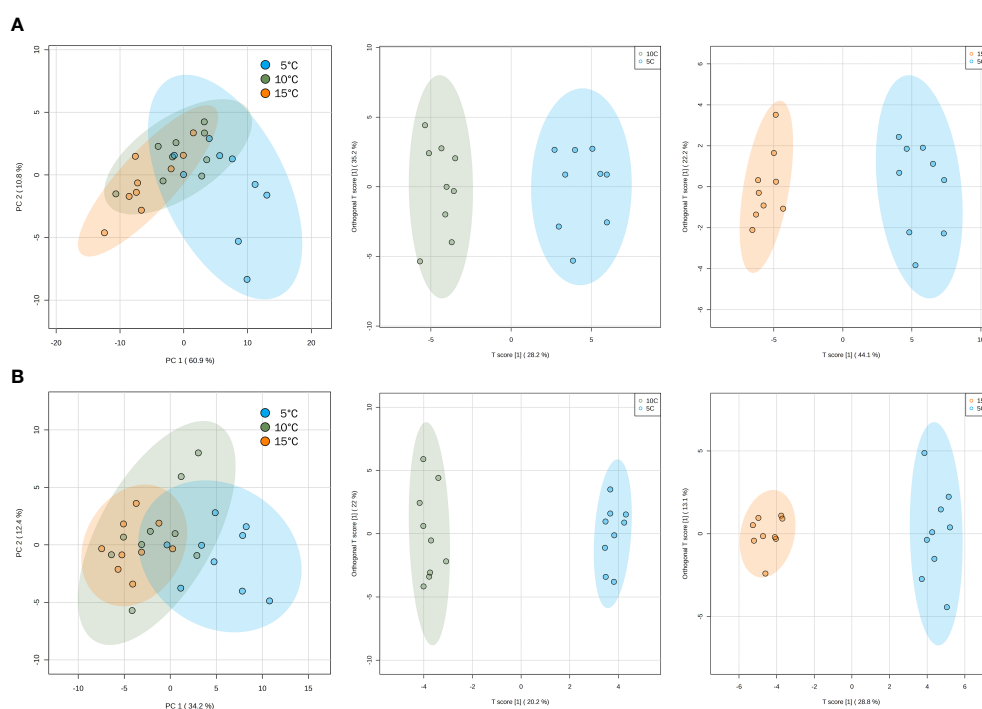 A
5°C
10°C
15°C
10
5
0
-5
-10
PC 2 ( 10.8 %)
-20
-10
0
10
20
PC 1 ( 60.9 %)
10C
5C
10
5
0
-5
-10
Orthogonal T score [1] ( 35.2 %)
-5
0
5
T score [1] ( 28.2 %)
6
4
2
0
-2
-4
-6
Orthogonal T score [1] ( 22.2 %)
-5
0
5
T score [1] ( 44.1 %)
B
5°C
10°C
15°C
10
5
0
-5
-10
PC 2 ( 12.4 %)
-10
-5
0
5
10
15
PC 1 ( 34.2 %)
10C
5C
10
5
0
-5
-10
Orthogonal T score [1] ( 22 %)
-4
-2
0
2
4
T score [1] ( 20.2 %)
5
0
-5
Orthogonal T score [1] ( 13.1 %)
-6
-4
-2
0
2
4
6
T score [1] ( 28.8 %)